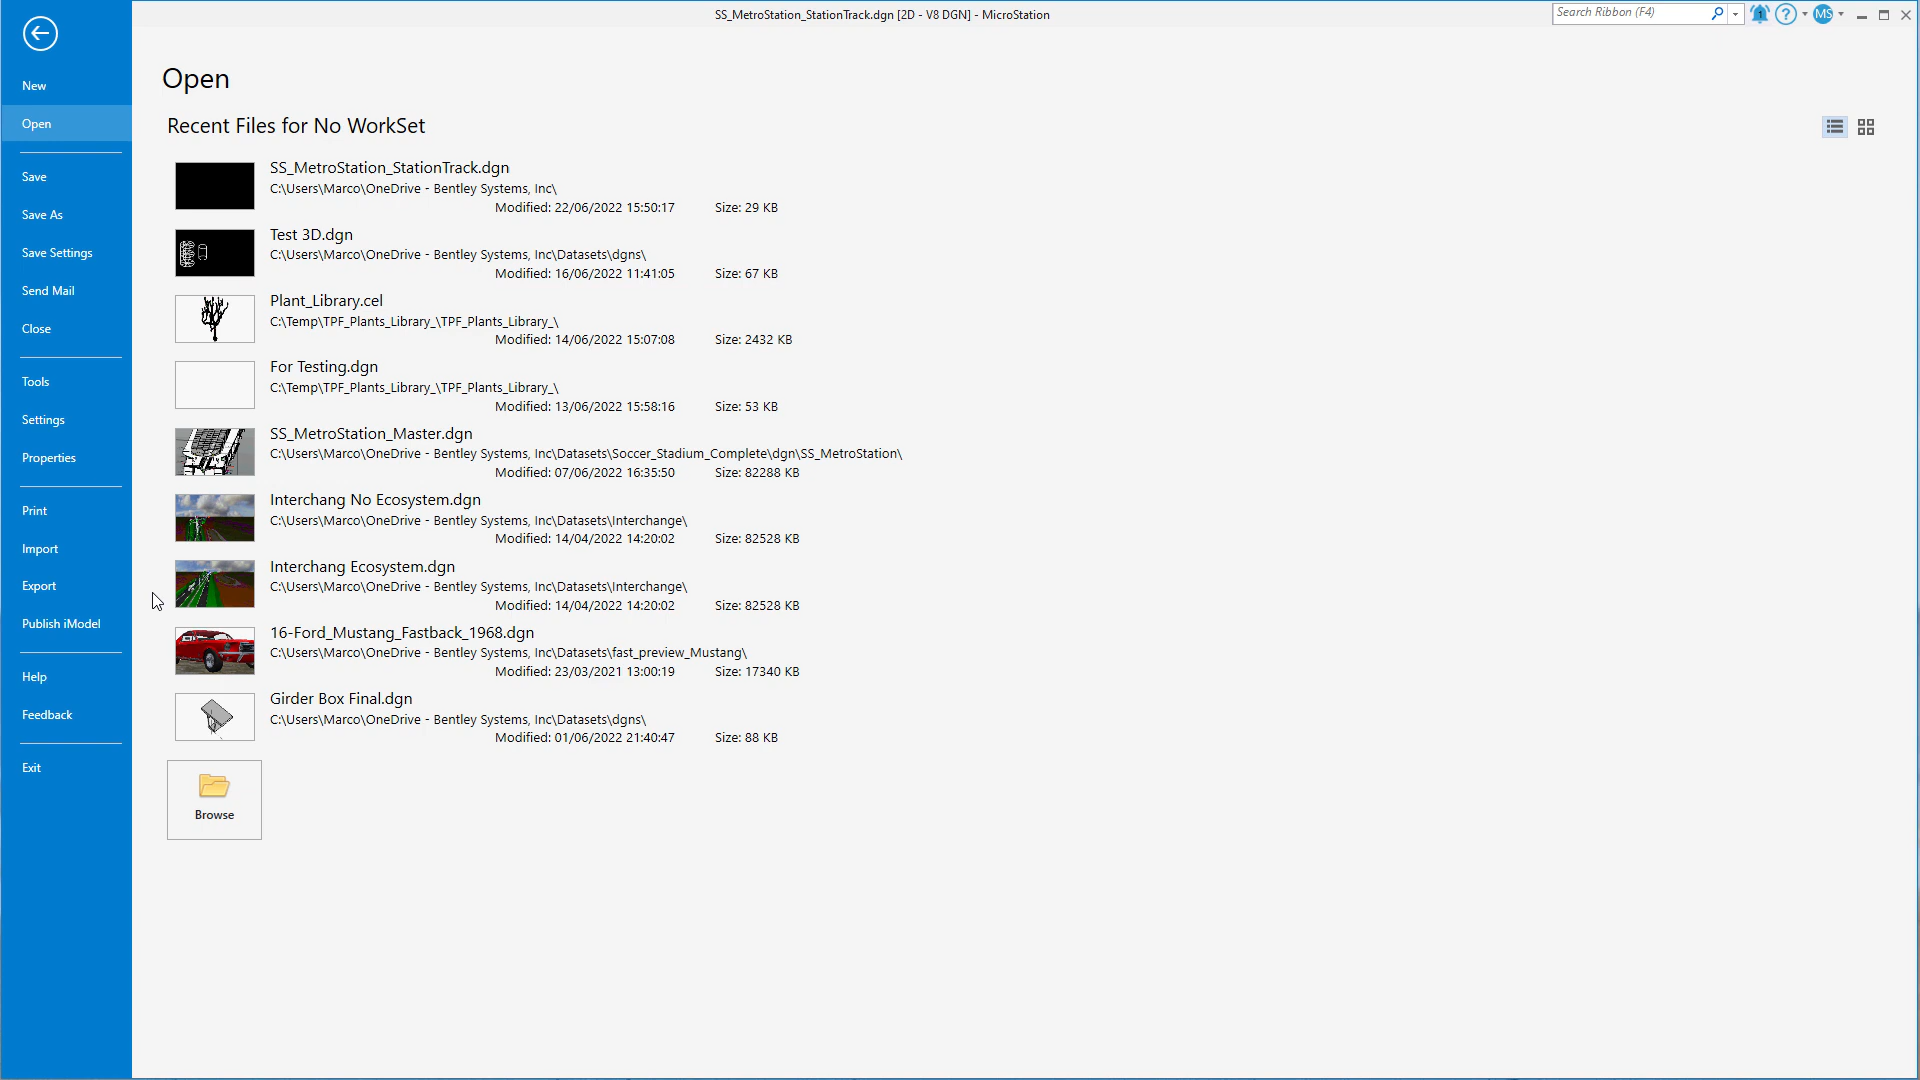 SS_MetroStation_StationTrack.dgn [2D - V8 DGN] - MicroStation
Search Ribbon (F4)
1
?
MS
New
Open
Save
Save As
Save Settings
Send Mail
Close
Tools
Settings
Properties
Print
Import
Export
Publish iModel
Help
Feedback
Exit
Open
Recent Files for No WorkSet
SS_MetroStation_StationTrack.dgn
C:\Users\Marco\OneDrive - Bentley Systems, Inc\
Modified: 22/06/2022 15:50:17 Size: 29 KB
Test 3D.dgn
C:\Users\Marco\OneDrive - Bentley Systems, Inc\Datasets\dgns\
Modified: 16/06/2022 11:41:05 Size: 67 KB
Plant_Library.cel
C:\Temp\TPF_Plants_Library_\TPF_Plants_Library_\
Modified: 14/06/2022 15:07:08 Size: 2432 KB
For Testing.dgn
C:\Temp\TPF_Plants_Library_\TPF_Plants_Library_\
Modified: 13/06/2022 15:58:16 Size: 53 KB
SS_MetroStation_Master.dgn
C:\Users\Marco\OneDrive - Bentley Systems, Inc\Datasets\Soccer_Stadium_Complete\dgn\SS_MetroStation\
Modified: 07/06/2022 16:35:50 Size: 82288 KB
Interchang No Ecosystem.dgn
C:\Users\Marco\OneDrive - Bentley Systems, Inc\Datasets\Interchange\
Modified: 14/04/2022 14:20:02 Size: 82528 KB
Interchang Ecosystem.dgn
C:\Users\Marco\OneDrive - Bentley Systems, Inc\Datasets\Interchange\
Modified: 14/04/2022 14:20:02 Size: 82528 KB
16-Ford_Mustang_Fastback_1968.dgn
C:\Users\Marco\OneDrive - Bentley Systems, Inc\Datasets\fast_preview_Mustang\
Modified: 23/03/2021 13:00:19 Size: 17340 KB
Girder Box Final.dgn
C:\Users\Marco\OneDrive - Bentley Systems, Inc\Datasets\dgns\
Modified: 01/06/2022 21:40:47 Size: 88 KB
Browse